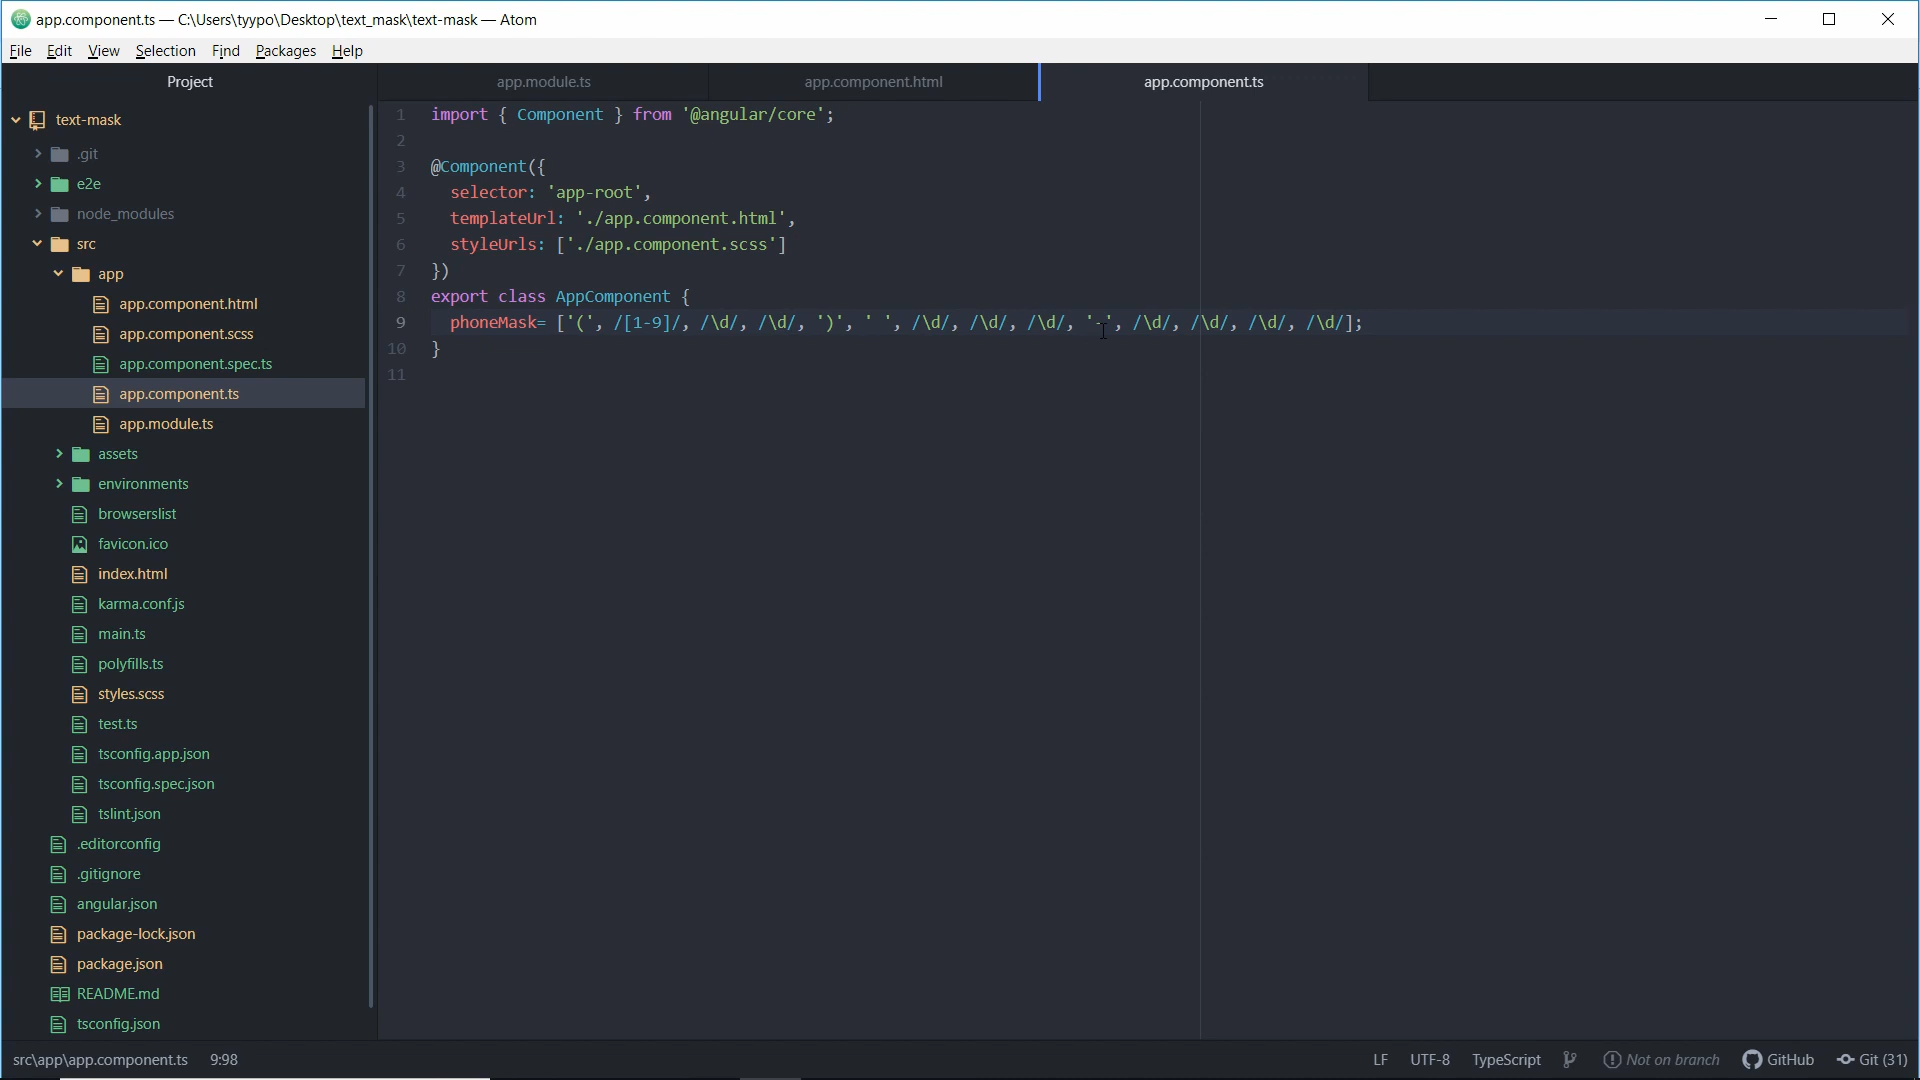 app.component.ts — C:\Users\tyypo\Desktop\text_mask\text-mask — Atom
File Edit View Selection Find Packages Help
Project
app.module.ts
app.component.html
app.component.ts
text-mask
.git
e2e
node_modules
src
app
app.component.html
app.component.scss
app.component.spec.ts
app.component.ts
app.module.ts
assets
environments
browserslist
favicon.ico
index.html
karma.conf.js
main.ts
polyfills.ts
styles.scss
test.ts
tsconfig.app.json
tsconfig.spec.json
tslint.json
.editorconfig
.gitignore
angular.json
package-lock.json
package.json
README.md
tsconfig.json
1 import { Component } from '@angular/core';
2
3 @Component({
4   selector: 'app-root',
5   templateUrl: './app.component.html',
6   styleUrls: ['./app.component.scss']
7 })
8 export class AppComponent {
9   phoneMask= ['(', /[1-9]/, /\d/, /\d/, ')', ' ', /\d/, /\d/, /\d/, '-', /\d/, /\d/, /\d/, /\d/];
10 }
11
src\app\app.component.ts 9:98
LF UTF-8 TypeScript Not on branch GitHub Git (31)